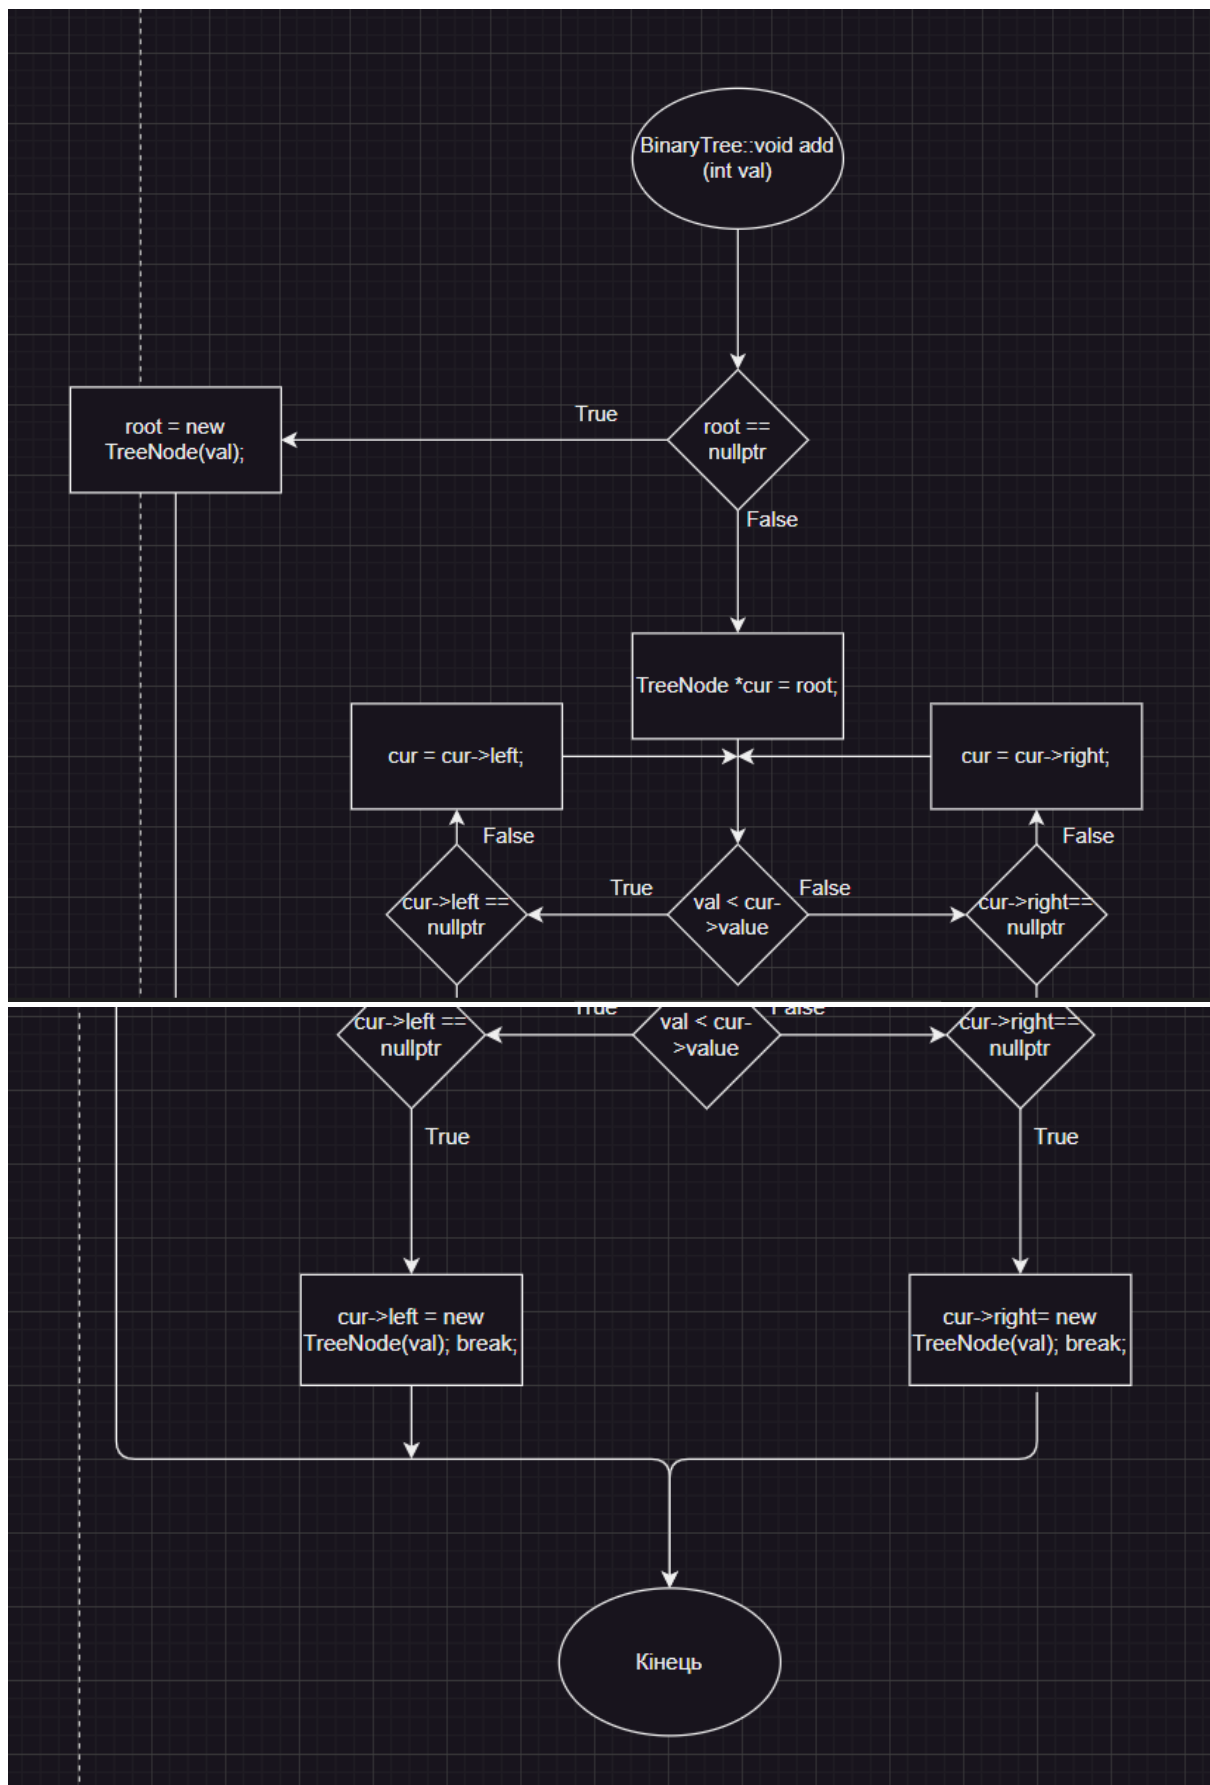 BinaryTree::void add
(int val)
True
root ==
nullptr
root = new
TreeNode(val);
False
TreeNode *cur = root;
cur = cur->left;
cur = cur->right;
False
False
True
False
cur->left ==
nullptr
val < cur-
>value
cur->right==
nullptr
True
False
cur->left ==
nullptr
val < cur-
>value
cur->right==
nullptr
True
True
cur->left = new
TreeNode(val); break;
cur->right= new
TreeNode(val); break;
Кінець